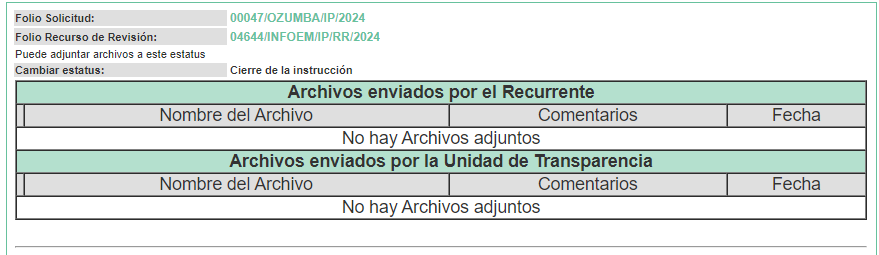 Folio Solicitud: 00047/OZUMBA/IP/2024
Folio Recurso de Revisión: 04644/INFOEM/IP/RR/2024
Puede adjuntar archivos a este estatus
Cambiar estatus: Cierre de la instrucción
Archivos enviados por el Recurrente
Nombre del Archivo Comentarios Fecha
No hay Archivos adjuntos
Archivos enviados por la Unidad de Transparencia
Nombre del Archivo Comentarios Fecha
No hay Archivos adjuntos